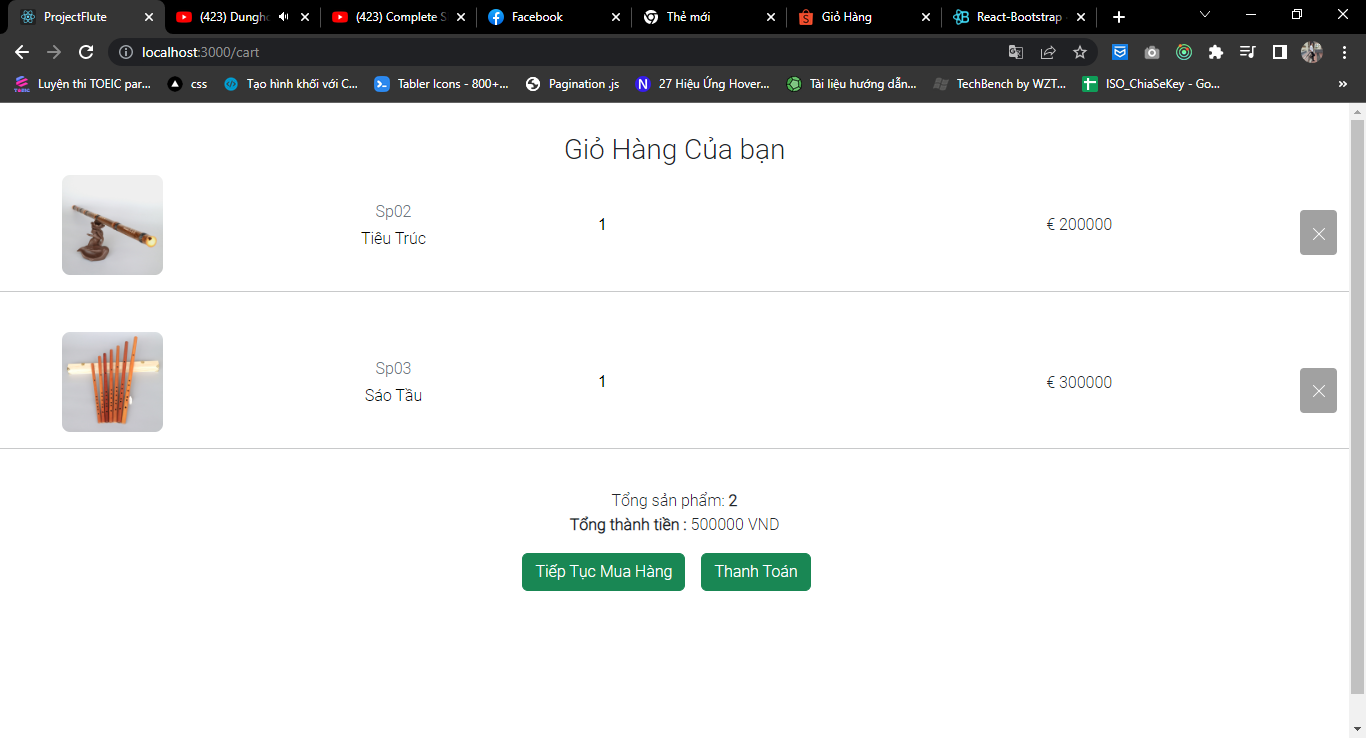 ProjectFlute
(423) Dungho
(423) Complete S
Facebook
Thẻ mới
Giỏ Hàng
React-Bootstrap
localhost:3000/cart
Luyện thi TOEIC par...
css
Tạo hình khối với C...
Tabler Icons - 800+...
Pagination .js
27 Hiệu Ứng Hover...
Tài liệu hướng dẫn...
TechBench by WZT...
ISO_ChiaSeKey - Go...
»
Giỏ Hàng Của bạn
Sp02
Tiêu Trúc
1
€ 200000
Sp03
Sáo Tầu
1
€ 300000
Tổng sản phẩm: 2
Tổng thành tiền : 500000 VND
Tiếp Tục Mua Hàng
Thanh Toán